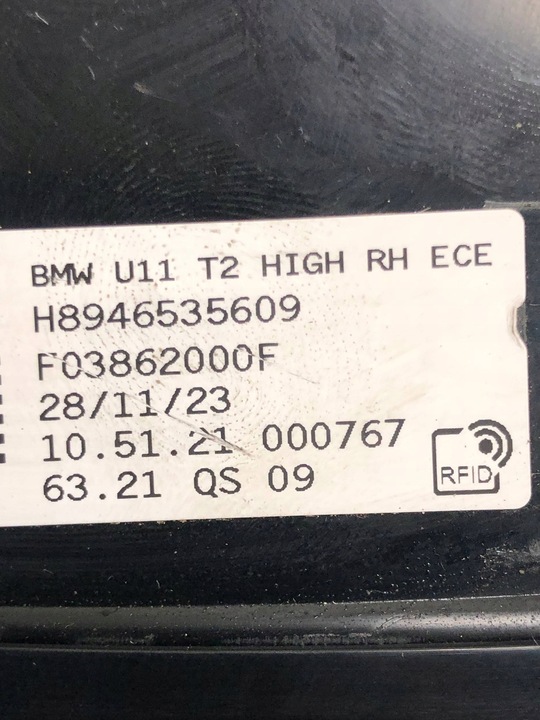 BMW U11 T2 HIGH RH ECE
H8946535609
F03862000F
28/11/23
10.51.21 000767
63.21 QS 09
RFID